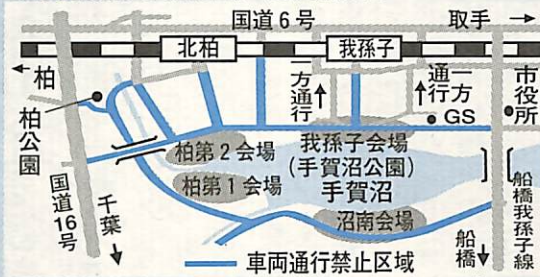 国道6号
取手
北柏
我孫子
柏
柏公園
一方通行
一方通行
GS
市役所
柏第2会場
我孫子会場
(手賀沼公園)
手賀沼
柏第1会場
沼南会場
国道16号
千葉
船橋
船橋我孫子線
車両通行禁止区域